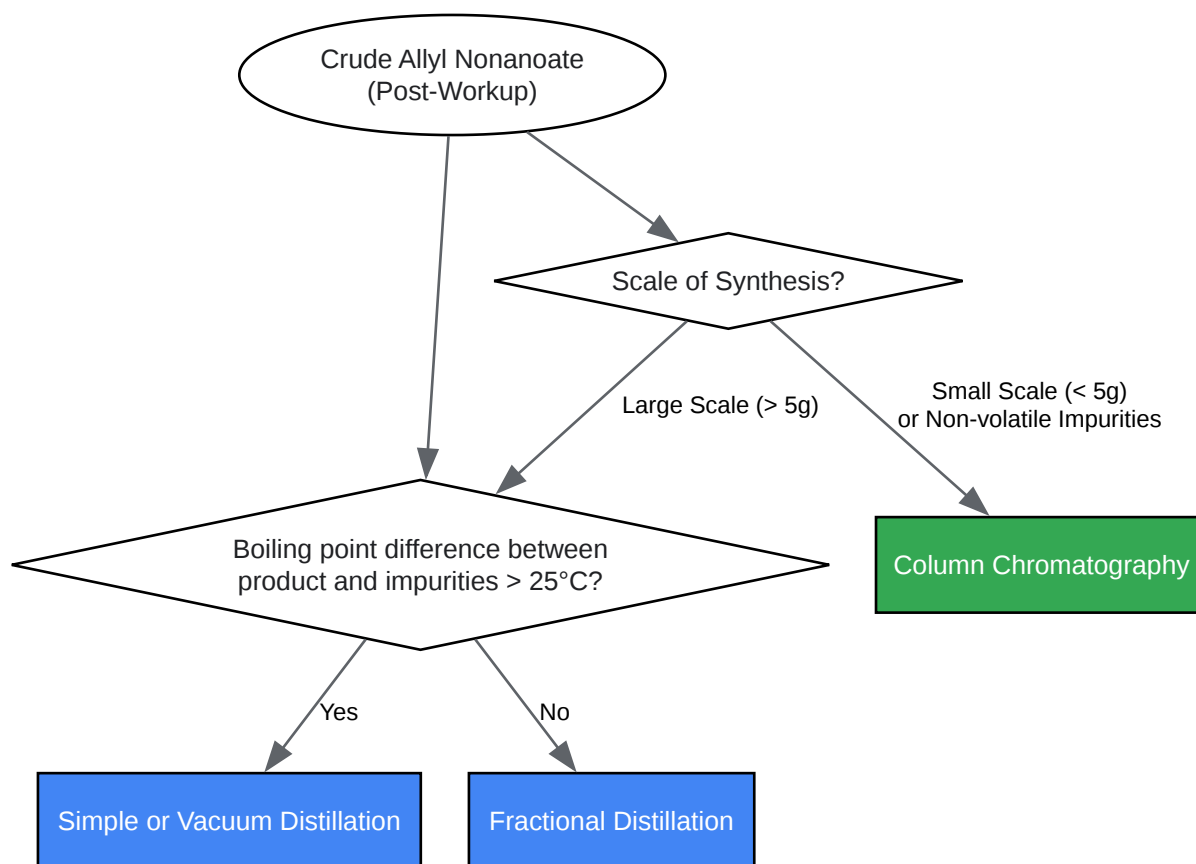 Crude Allyl Nonanoate
(Post-Workup)
Scale of Synthesis?
Large Scale (> 5g)
Small Scale (< 5g)
or Non-volatile Impurities
Boiling point difference between
product and impurities > 25°C?
Column Chromatography
Yes
No
Simple or Vacuum Distillation
Fractional Distillation